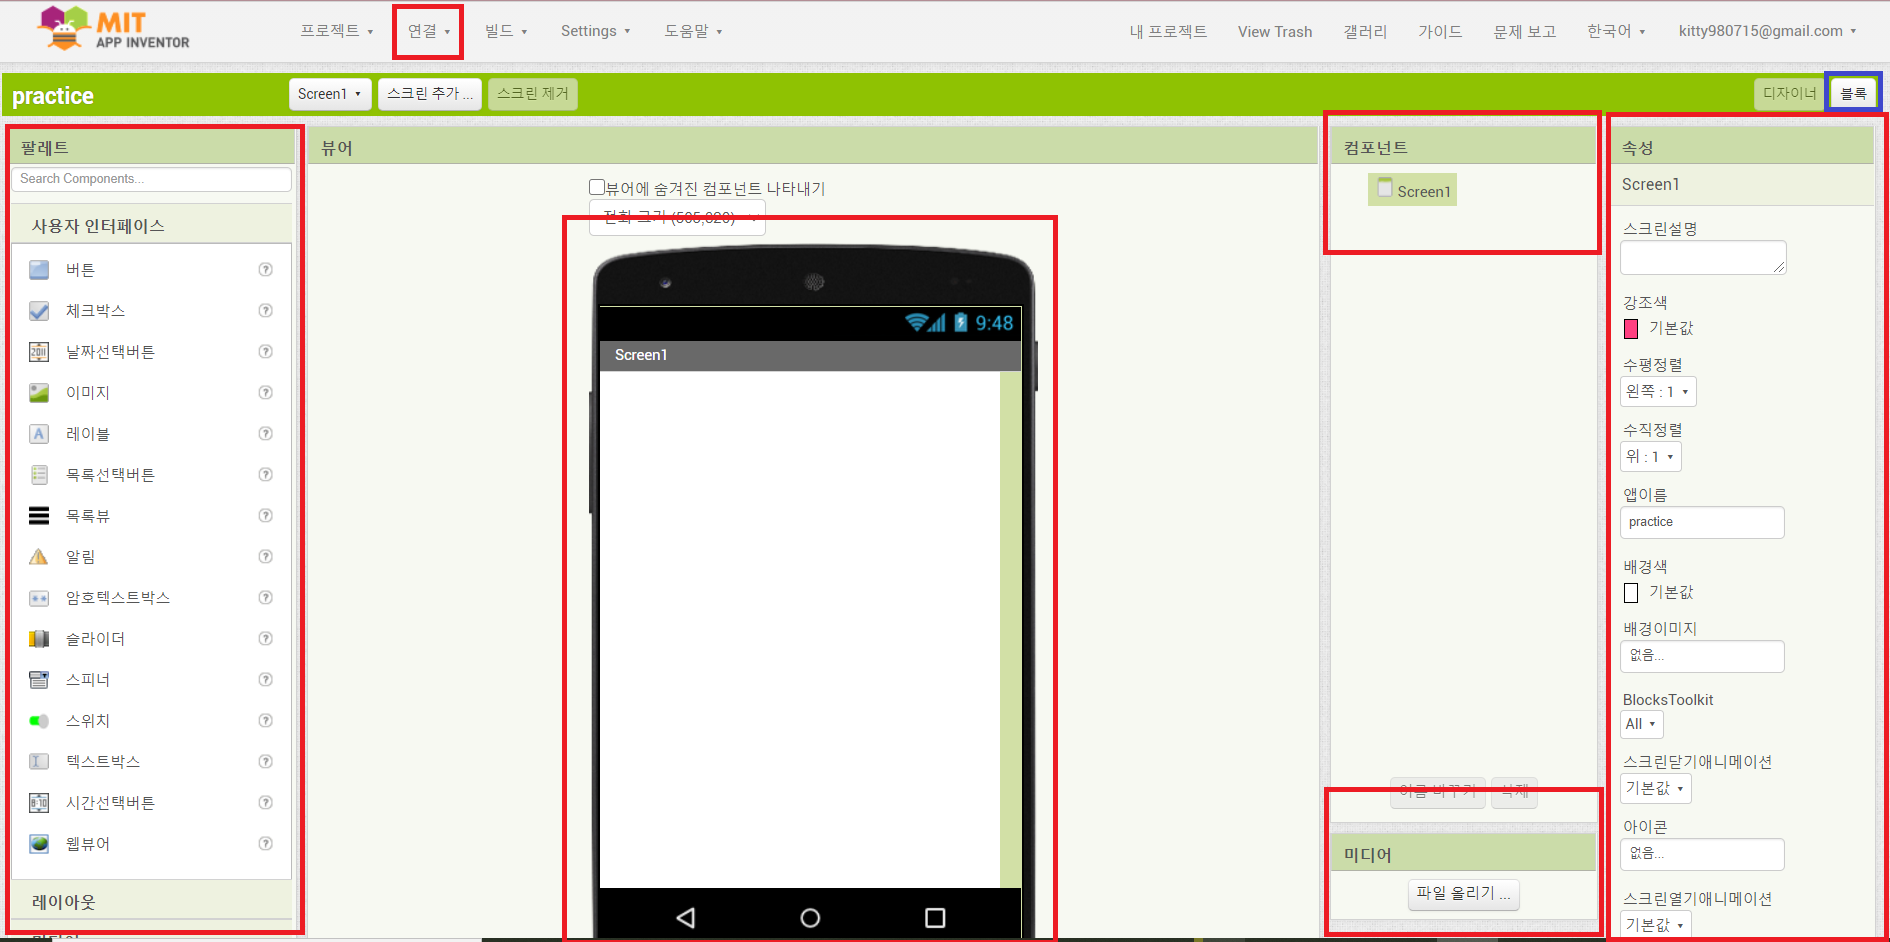 MIT
APP INVENTOR
프로젝트
연결
빌드
Settings
도움말
내 프로젝트
View Trash
갤러리
가이드
문제 보고
한국어
kitty980715@gmail.com
practice
Screen1
스크린 추가 ...
스크린 제거
디자이너
블록
팔레트
Search Components...
사용자 인터페이스
버튼
체크박스
날짜선택버튼
이미지
레이블
목록선택버튼
목록뷰
알림
암호텍스트박스
슬라이더
스피너
스위치
텍스트박스
시간선택버튼
웹뷰어
레이아웃
뷰어
뷰어에 숨겨진 컴포넌트 나타내기
전화 크기 (505,820)
9:48
Screen1
컴포넌트
Screen1
이름 바꾸기
삭제
미디어
파일 올리기 ...
속성
Screen1
스크린설명
강조색
기본값
수평정렬
왼쪽 : 1
수직정렬
위 : 1
앱이름
practice
배경색
기본값
배경이미지
없음...
BlocksToolkit
All
스크린닫기애니메이션
기본값
아이콘
없음...
스크린열기애니메이션
기본값